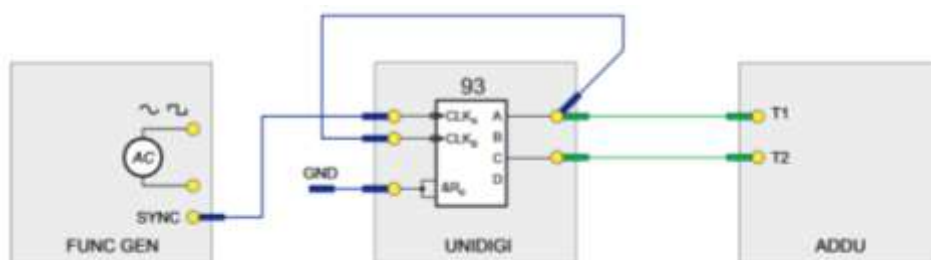 93
CLKA
A
T1
CLKB
B
AC
C
T2
GND
D
&R0
SYNC
FUNC GEN
UNIDIGI
ADDU